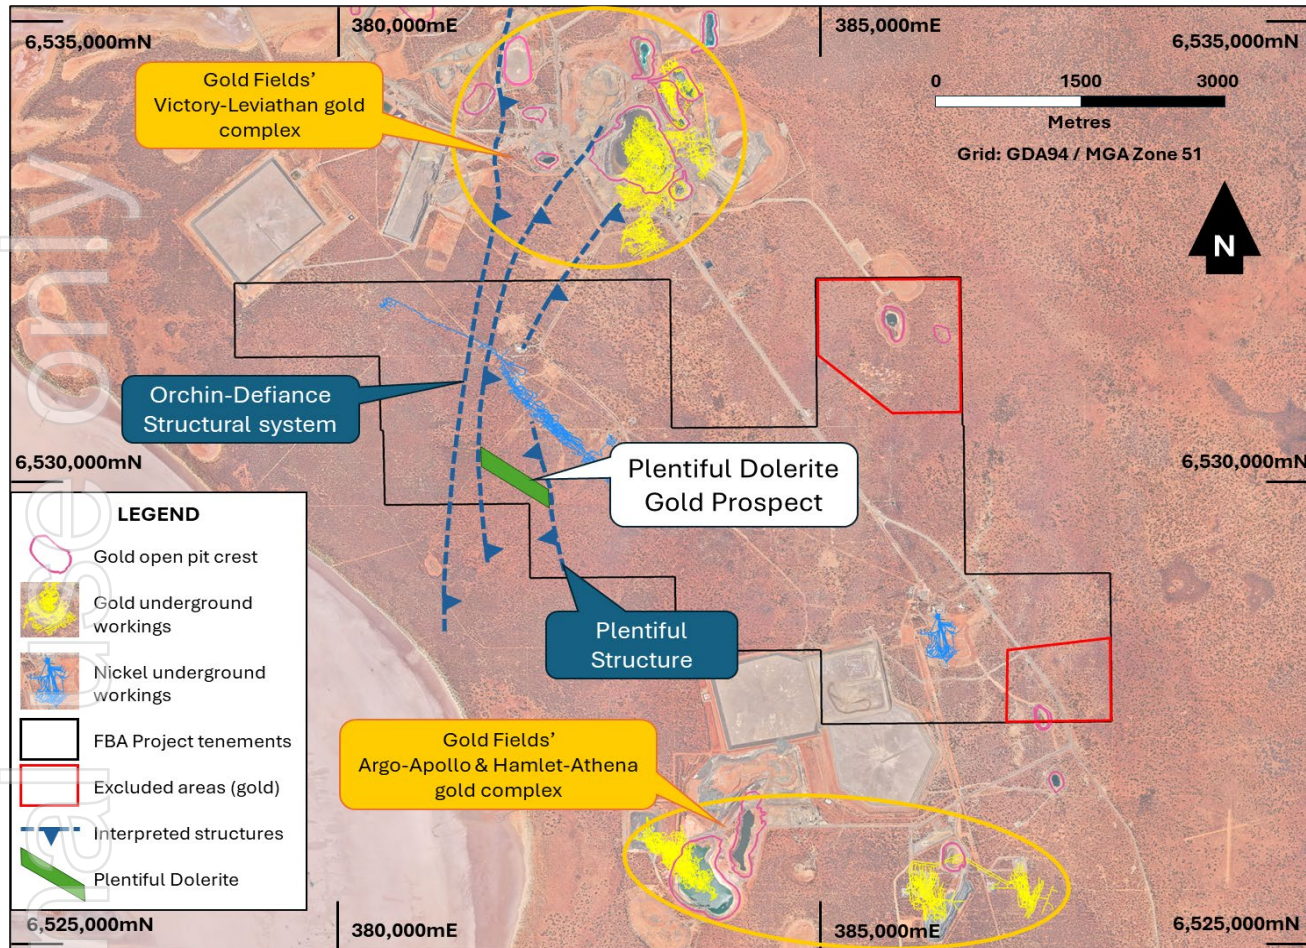 6,535,000mN
380,000mE
385,000mE
6,535,000mN
Gold Fields'
Victory-Leviathan gold
complex
0 1500 3000
Metres
Grid: GDA94 / MGA Zone 51
N
Orchin-Defiance
Structural system
6,530,000mN
6,530,000mN
Plentiful Dolerite
Gold Prospect
Plentiful
Structure
LEGEND
Gold open pit crest
Gold underground
workings
Nickel underground
workings
FBA Project tenements
Excluded areas (gold)
Interpreted structures
Plentiful Dolerite
Gold Fields'
Argo-Apollo & Hamlet-Athena
gold complex
6,525,000mN
380,000mE
385,000mE
6,525,000mN
nal use only